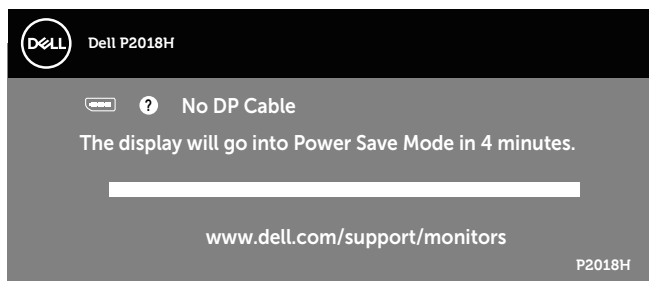 DELL
Dell P2018H
? No DP Cable
The display will go into Power Save Mode in 4 minutes.
www.dell.com/support/monitors
P2018H